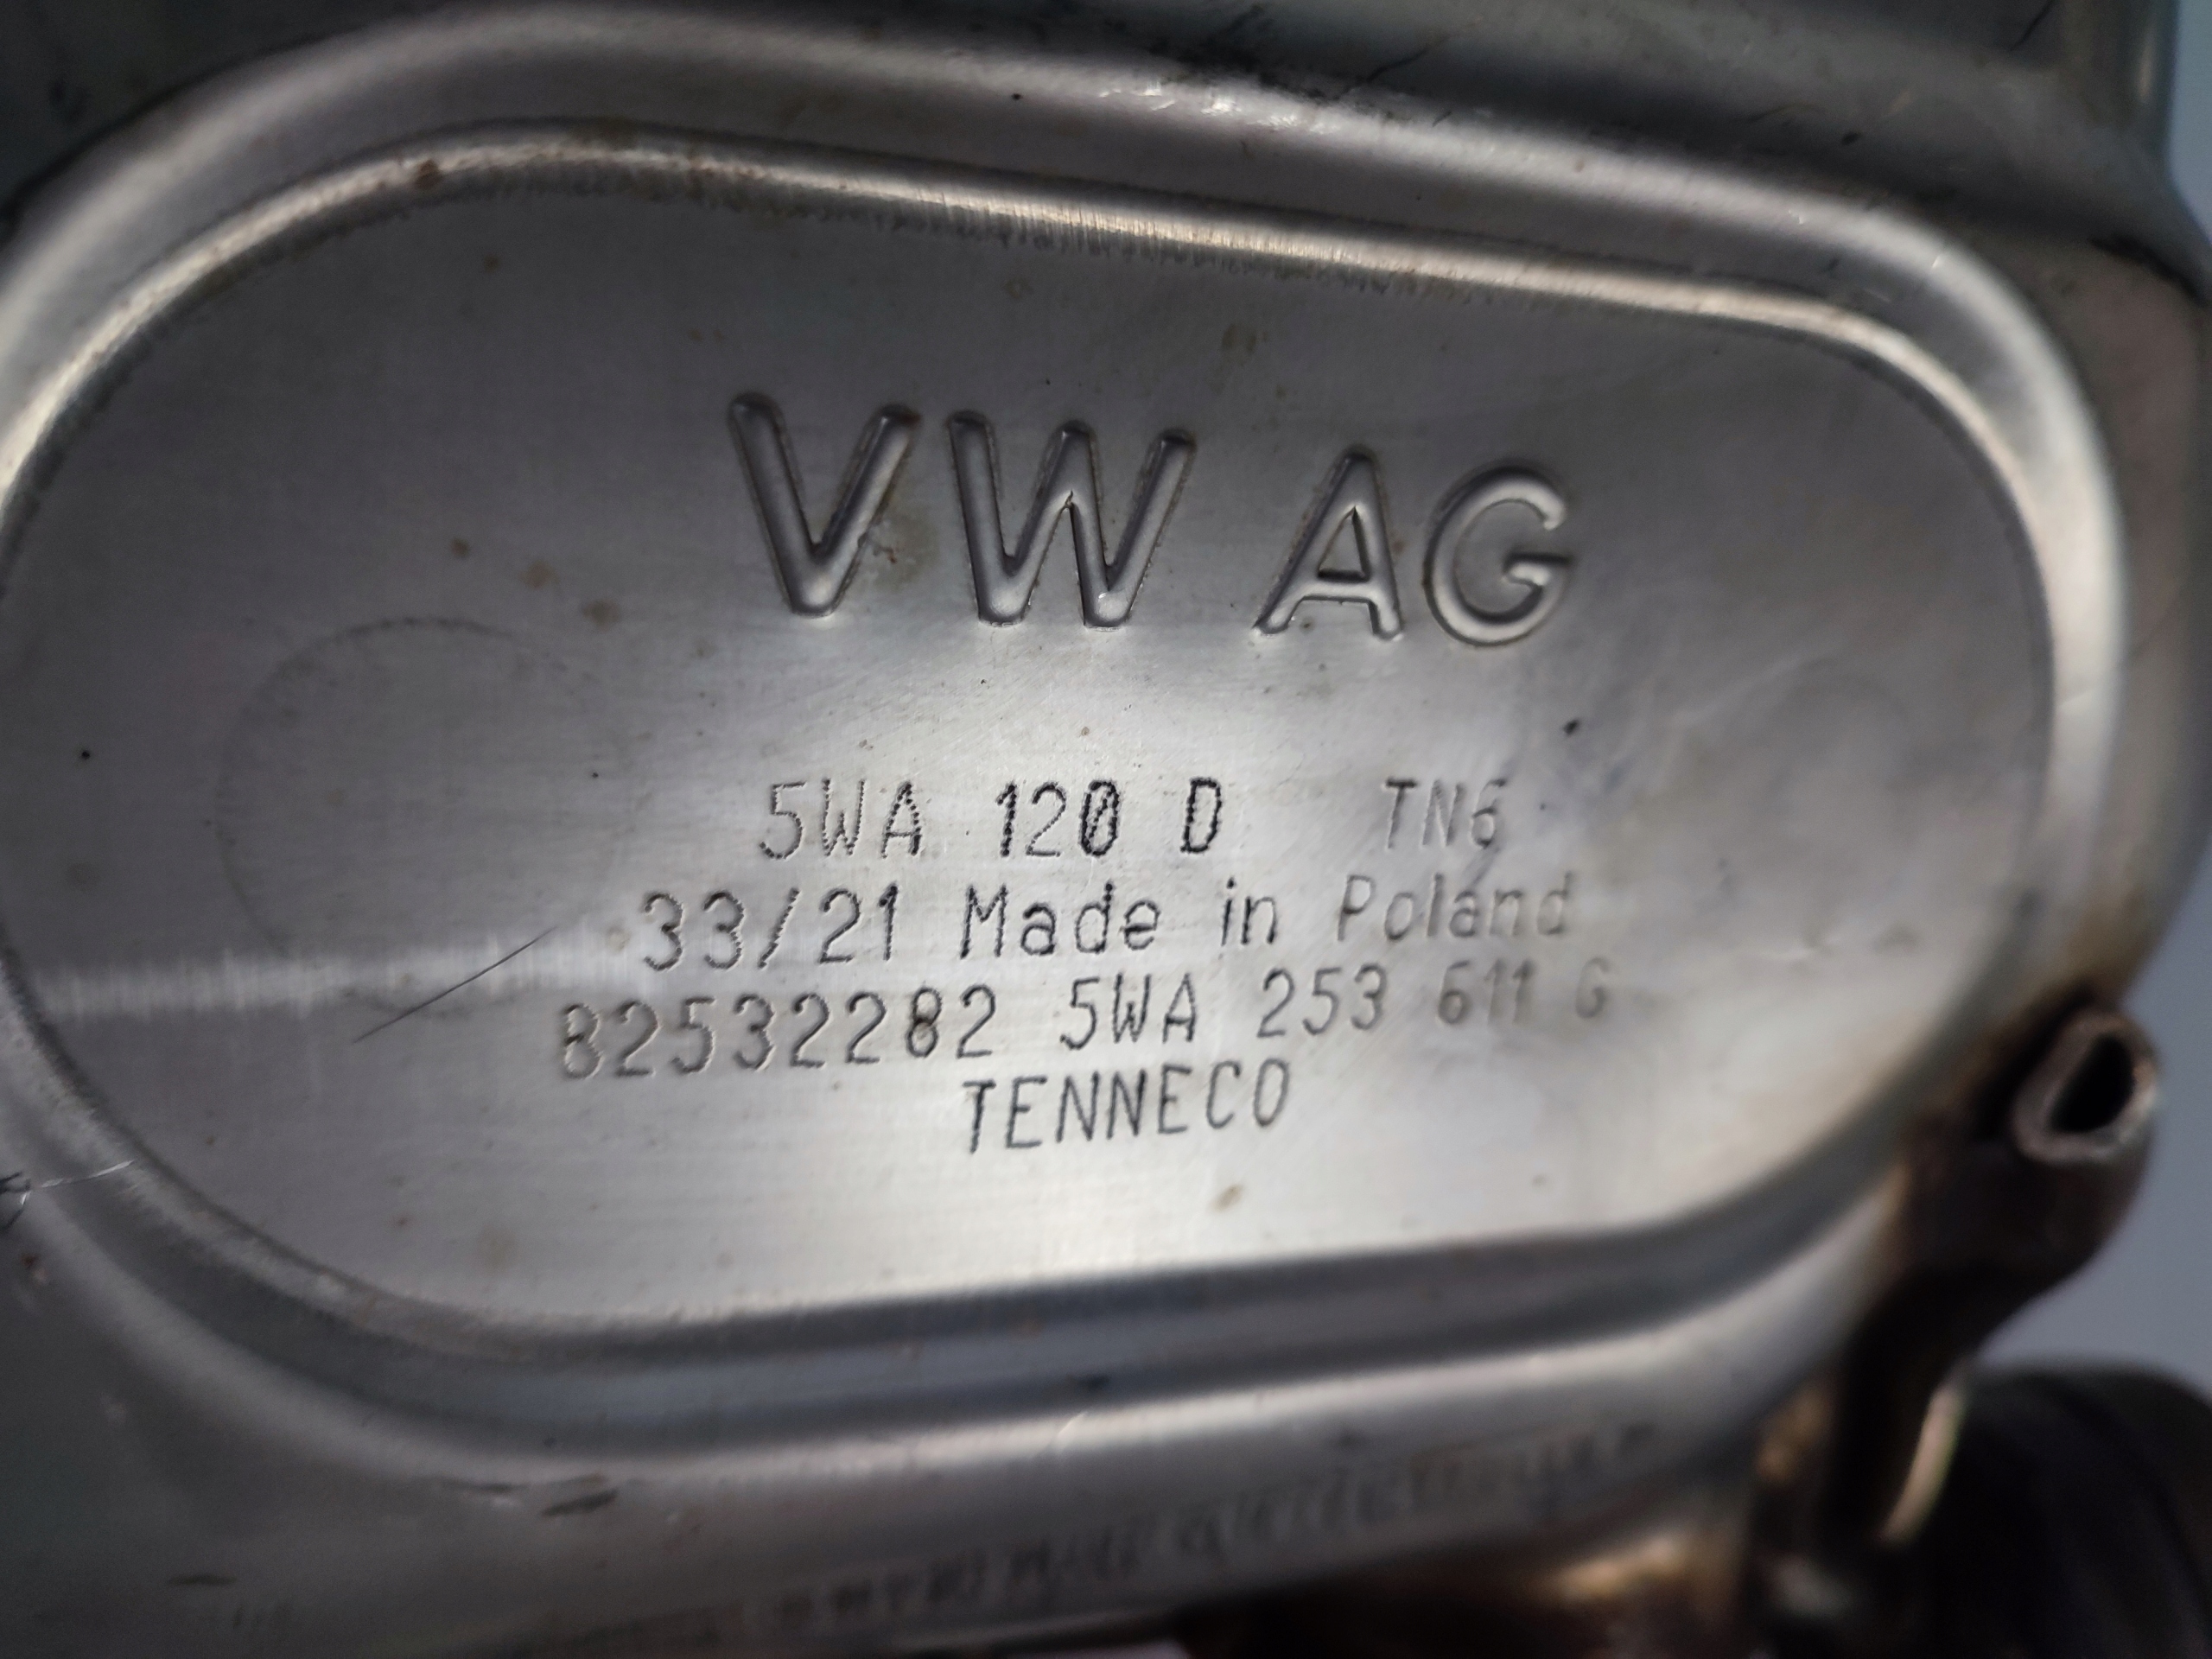 VW AG
5WA 120 D TN6
33/21 Made in Poland
82532282 5WA 253 611 G
TENNECO